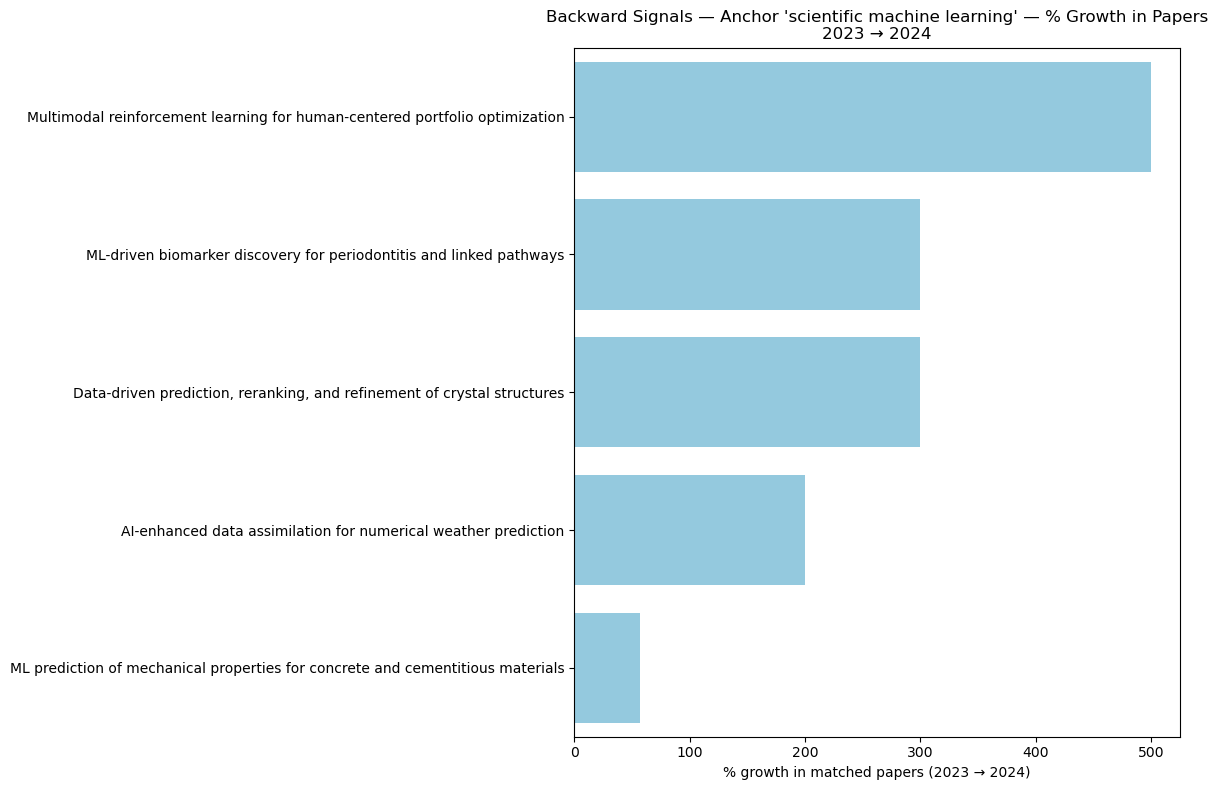 Backward Signals — Anchor 'scientific machine learning' — % Growth in Papers
2023 → 2024
Multimodal reinforcement learning for human-centered portfolio optimization
ML-driven biomarker discovery for periodontitis and linked pathways
Data-driven prediction, reranking, and refinement of crystal structures
AI-enhanced data assimilation for numerical weather prediction
ML prediction of mechanical properties for concrete and cementitious materials
0 100 200 300 400 500
% growth in matched papers (2023 → 2024)